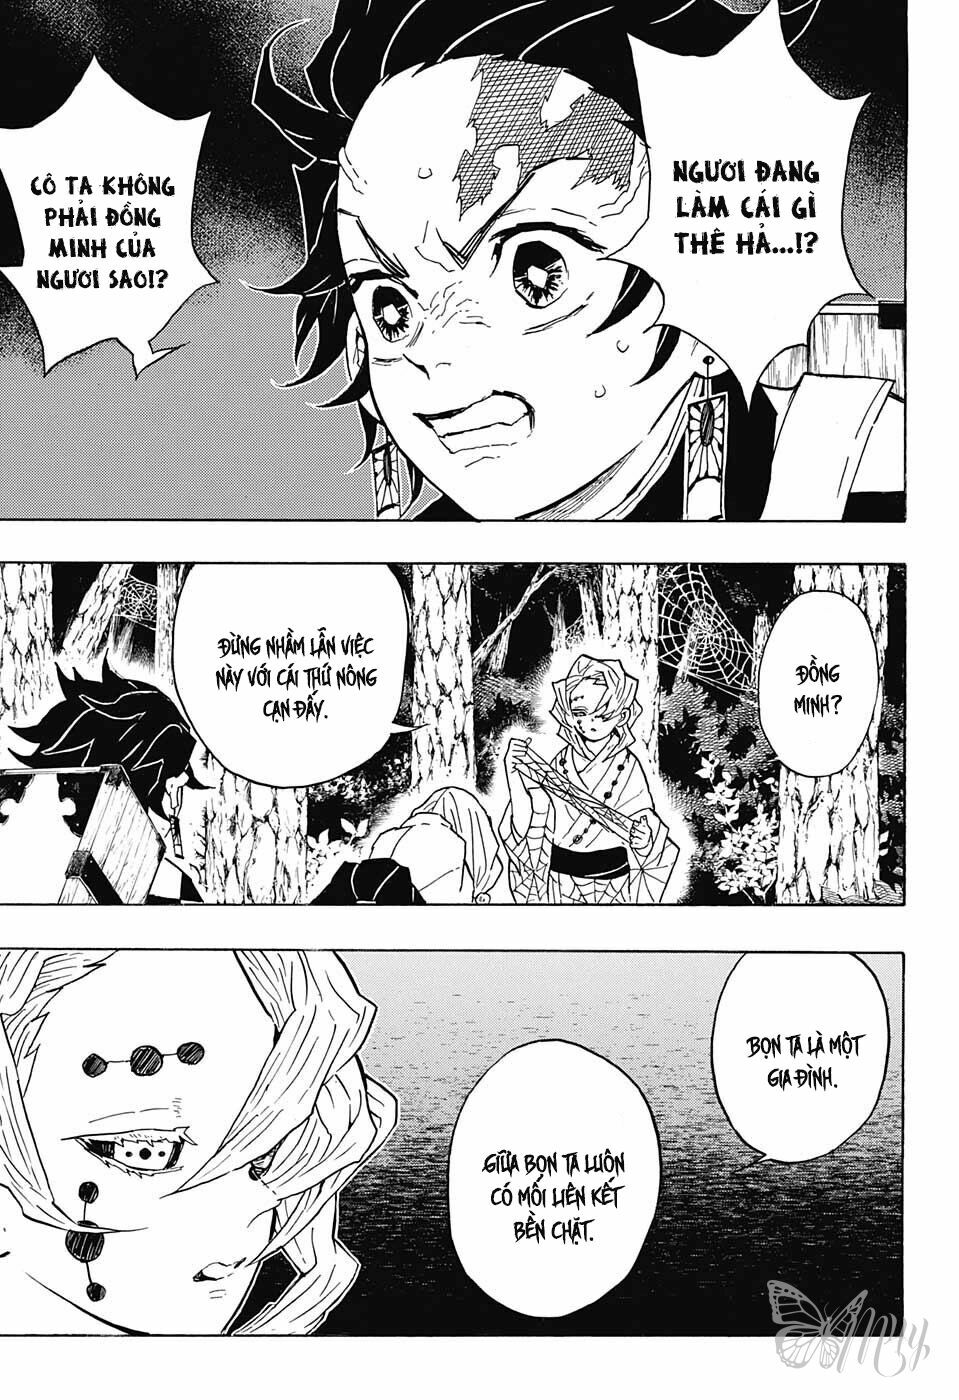 NGƯƠI ĐANG
LÀM CÁI GÌ
THẾ HẢ...!?
CÔ TA KHÔNG
PHẢI ĐỒNG
MINH CỦA
NGƯƠI SAO!?
ĐỒNG
MINH?
ĐỪNG NHẦM LẪN VIỆC
NÀY VỚI CÁI THỨ NÔNG
CẠN ĐẤY.
BỌN TA LÀ MỘT
GIA ĐÌNH.
GIỮA BỌN TA LUÔN
CÓ MỐI LIÊN KẾT
BỀN CHẶT.